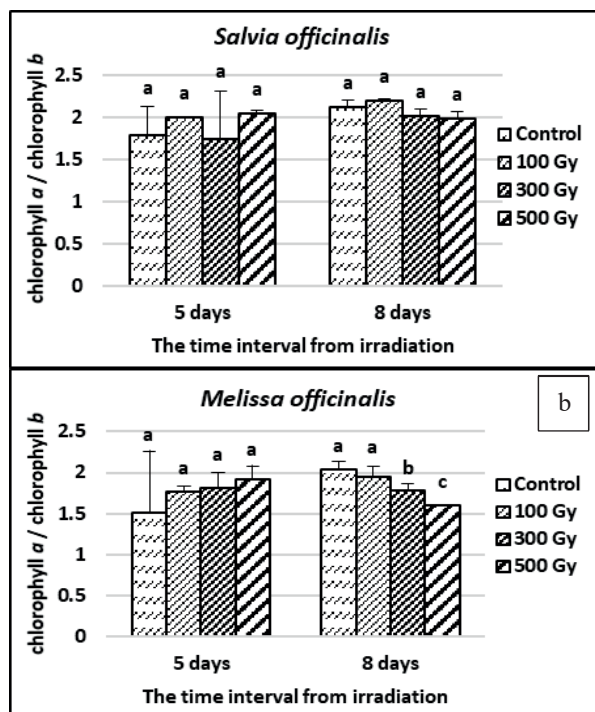 Salvia officinalis
chlorophyll a / chlorophyll b
2.5
2
1.5
1
0.5
0
a a a a a a a a
Control
100 Gy
300 Gy
500 Gy
5 days 8 days
The time interval from irradiation
Melissa officinalis
b
chlorophyll a / chlorophyll b
2.5
2
1.5
1
0.5
0
a a a a a a b c
Control
100 Gy
300 Gy
500 Gy
5 days 8 days
The time interval from irradiation